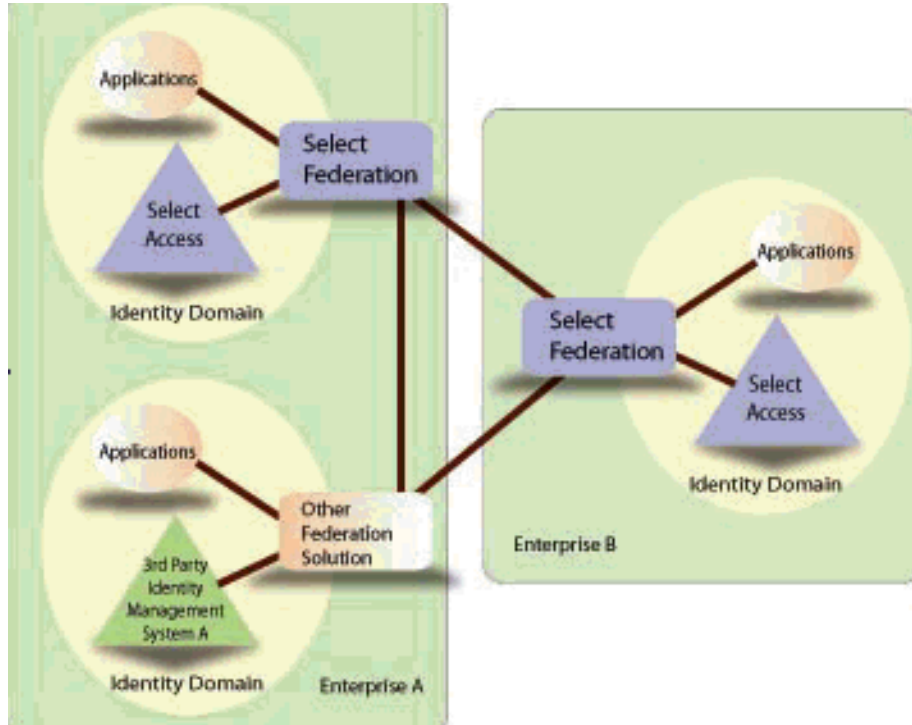 Applications
Select
Federation
Select
Access
Identity Domain
Applications
Other
Federation
Solution
3rd Party
Identity
Management
System A
Identity Domain
Enterprise A
Applications
Select
Federation
Select
Access
Identity Domain
Enterprise B